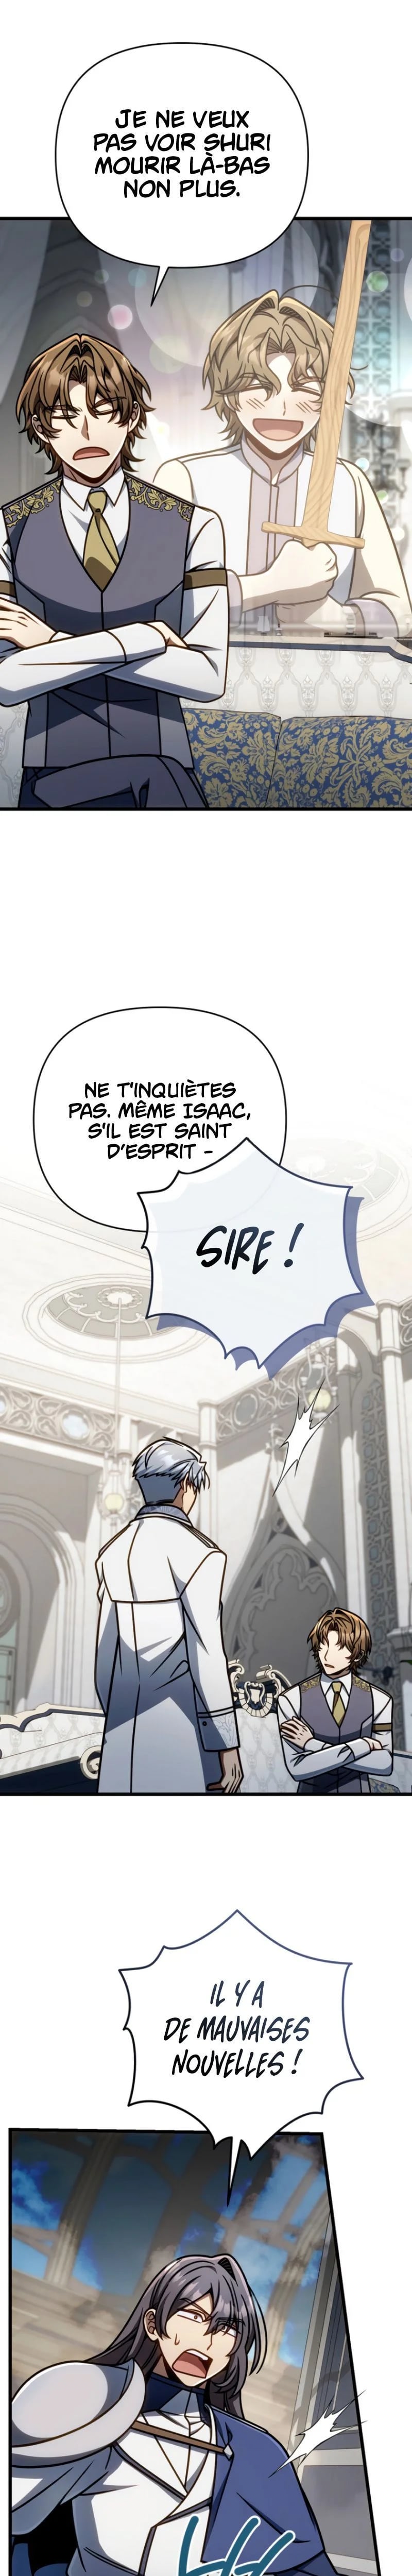 JE NE VEUX
PAS VOIR SHURI
MOURIR LÀ-BAS
NON PLUS.
NE T'INQUIÈTES
PAS. MÊME ISAAC,
S'IL EST SAINT
D'ESPRIT -
SIRE !
IL Y A
DE MAUVAISES
NOUVELLES !